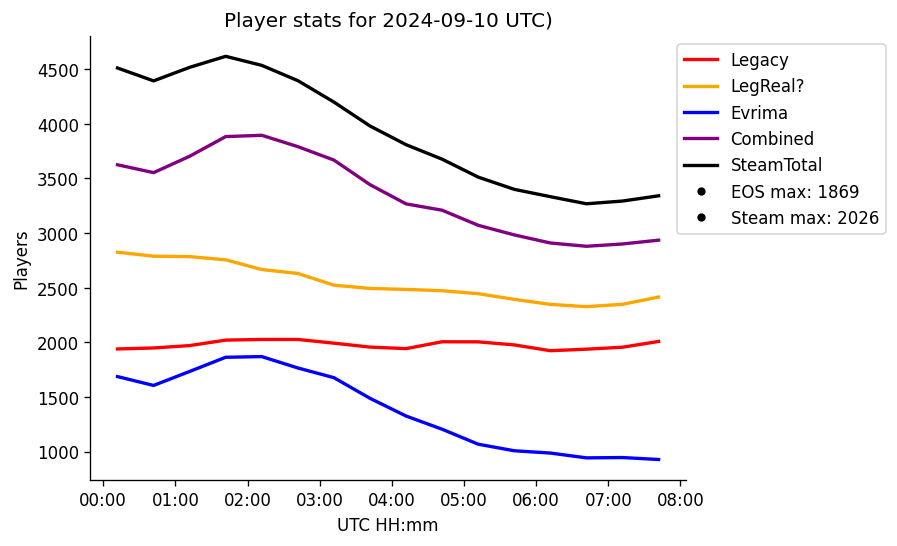 Player stats for 2024-09-10 UTC)
Legacy
LegReal?
Evrima
Combined
SteamTotal
EOS max: 1869
Steam max: 2026
4500
4000
3500
3000
2500
2000
1500
1000
Players
00:00 01:00 02:00 03:00 04:00 05:00 06:00 07:00 08:00
UTC HH:mm